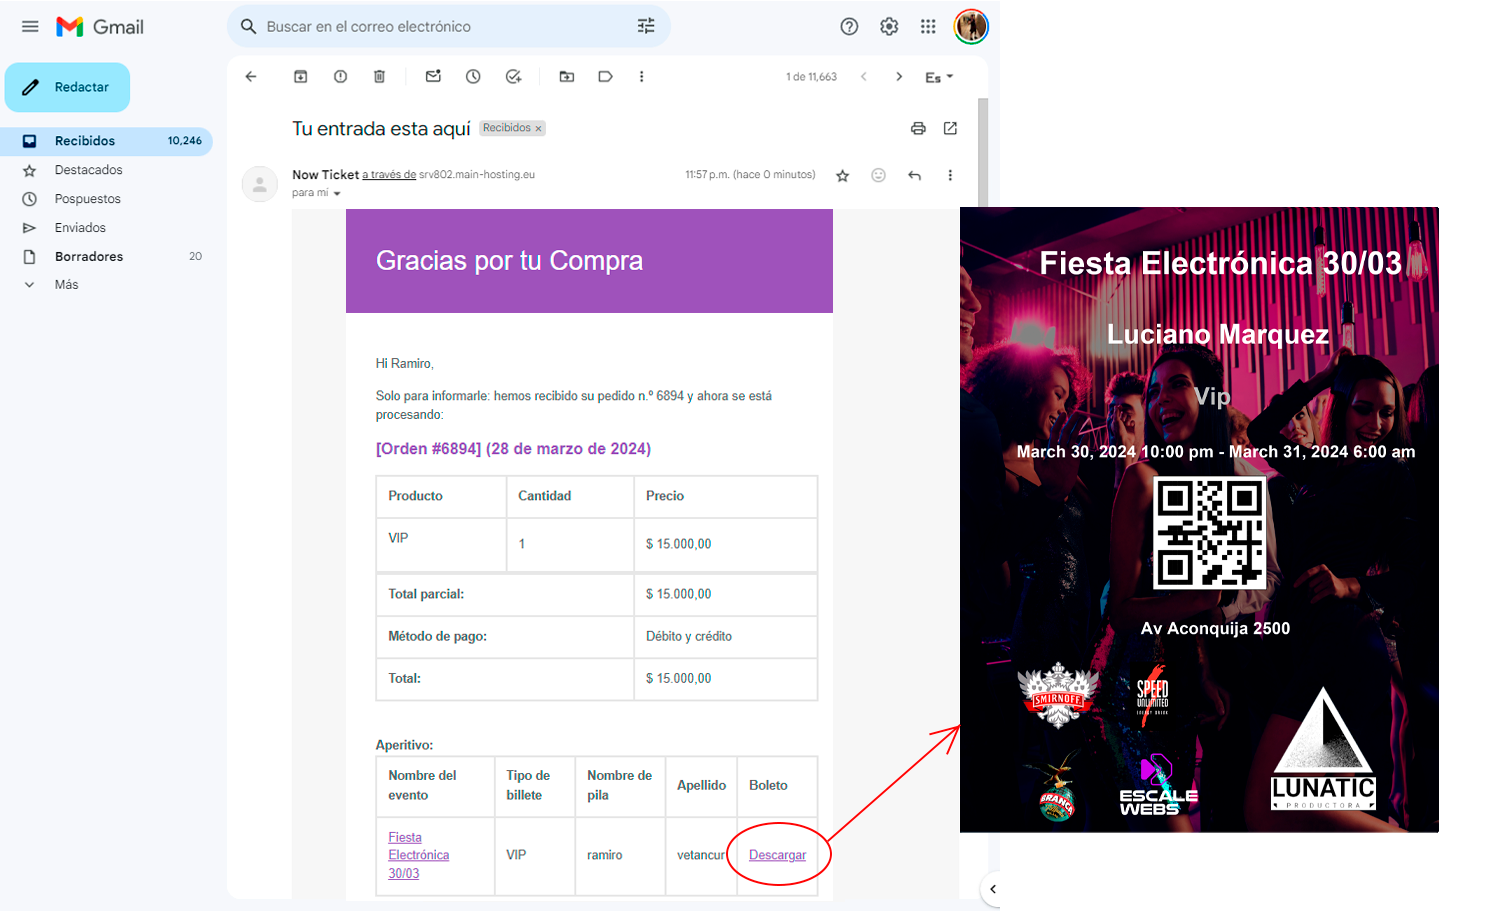 Gmail
Buscar en el correo electrónico
Redactar
Recibidos 10,246
Destacados
Pospuestos
Enviados
Borradores 20
Más
1 de 11,663
Es
Tu entrada esta aquí Recibidos x
Now Ticket a través de srv802.main-hosting.eu
11:57 p.m. (hace 0 minutos)
para mí
Gracias por tu Compra
Hi Ramiro,
Solo para informarle: hemos recibido su pedido n.º 6894 y ahora se está
procesando:
[Orden #6894] (28 de marzo de 2024)
Producto Cantidad Precio
VIP 1 $ 15.000,00
Total parcial: $ 15.000,00
Método de pago: Débito y crédito
Total: $ 15.000,00
Aperitivo:
Nombre del
evento
Tipo de
billete
Nombre de
pila
Apellido
Boleto
Fiesta
Electrónica
30/03
VIP
ramiro
vetancur
Descargar
Fiesta Electrónica 30/03
Luciano Marquez
Vip
March 30, 2024 10:00 pm - March 31, 2024 6:00 am
Av Aconquija 2500
SMIRNOFF
SPEED
UNLIMITED
ENERGY DRINK
BRANCA
ESCALE
WEBS
LUNATIC
PRODUCTORA